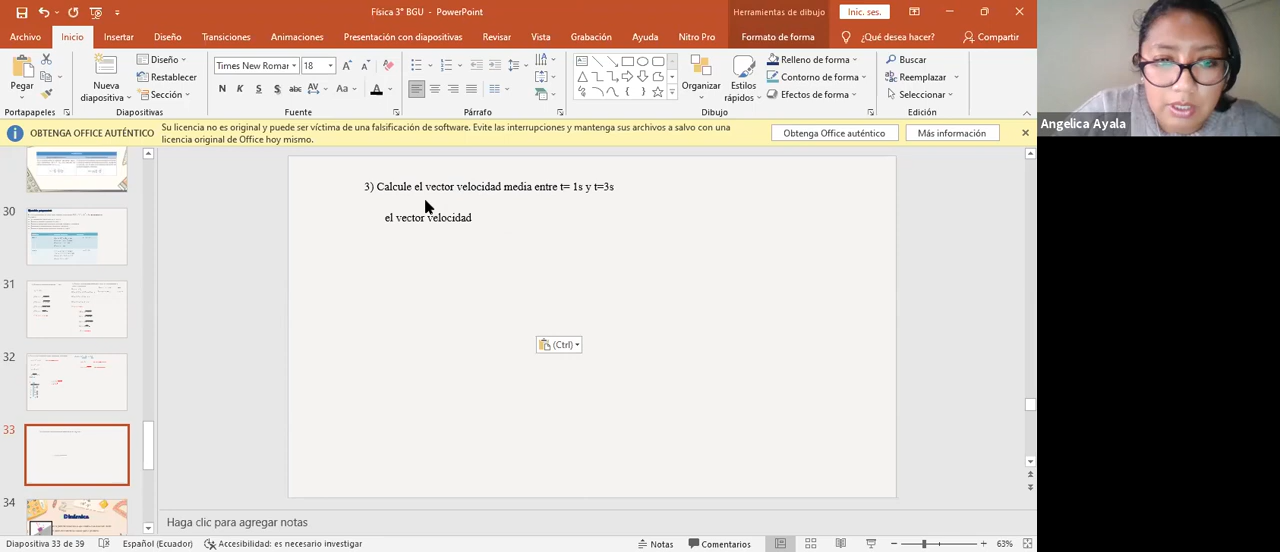 Física 3° BGU - PowerPoint
Herramientas de dibujo
Inic. ses.
Archivo
Inicio
Insertar
Diseño
Transiciones
Animaciones
Presentación con diapositivas
Revisar
Vista
Grabación
Ayuda
Nitro Pro
Formato de forma
¿Qué desea hacer?
Compartir
Pegar
Nueva
diapositiva
Diseño
Restablecer
Sección
Times New Romar
18
N K S S abc AV Aa A
Organizar
Estilos
rápidos
Relleno de forma
Contorno de forma
Efectos de forma
Buscar
Reemplazar
Seleccionar
Portapapeles
Diapositivas
Fuente
Párrafo
Dibujo
Edición
Angelica Ayala
OBTENGA OFFICE AUTÉNTICO
Su licencia no es original y puede ser víctima de una falsificación de software. Evite las interrupciones y mantenga sus archivos a salvo con una
licencia original de Office hoy mismo.
Obtenga Office auténtico
Más información
30
31
32
33
34
Dinámica
3) Calcule el vector velocidad media entre t= 1s y t=3s
el vector velocidad
(Ctrl)
Haga clic para agregar notas
Diapositiva 33 de 39
Español (Ecuador)
Accesibilidad: es necesario investigar
Notas
Comentarios
63%